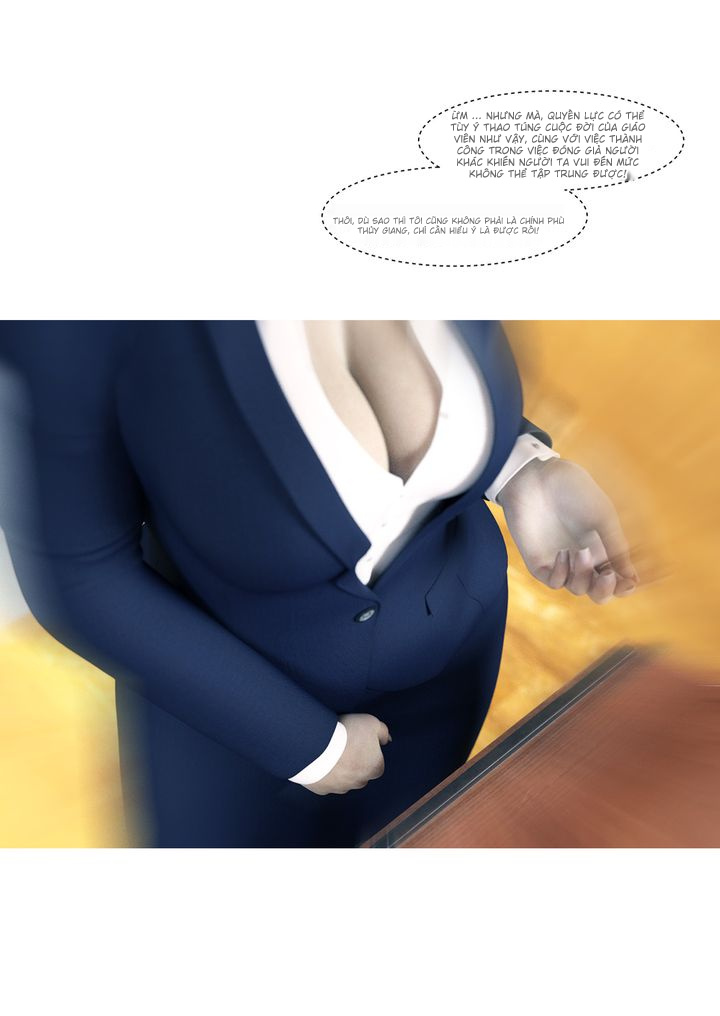 ỪM ... NHƯNG MÀ, QUYỀN LỰC CÓ THỂ
TÙY Ý THAO TÚNG CUỘC ĐỜI CỦA GIÁO
VIÊN NHƯ VẬY, CÙNG VỚI VIỆC THÀNH
CÔNG TRONG VIỆC ĐÓNG GIẢ NGƯỜI
KHÁC KHIẾN NGƯỜI TA VUI ĐẾN MỨC
KHÔNG THỂ TẬP TRUNG ĐƯỢC!
THÔI, DÙ SAO THÌ TÔI CŨNG KHÔNG PHẢI LÀ CHÍNH PHỦ
THỦY GIANG, CHỈ CẦN HIỂU Ý LÀ ĐƯỢC RỒI!